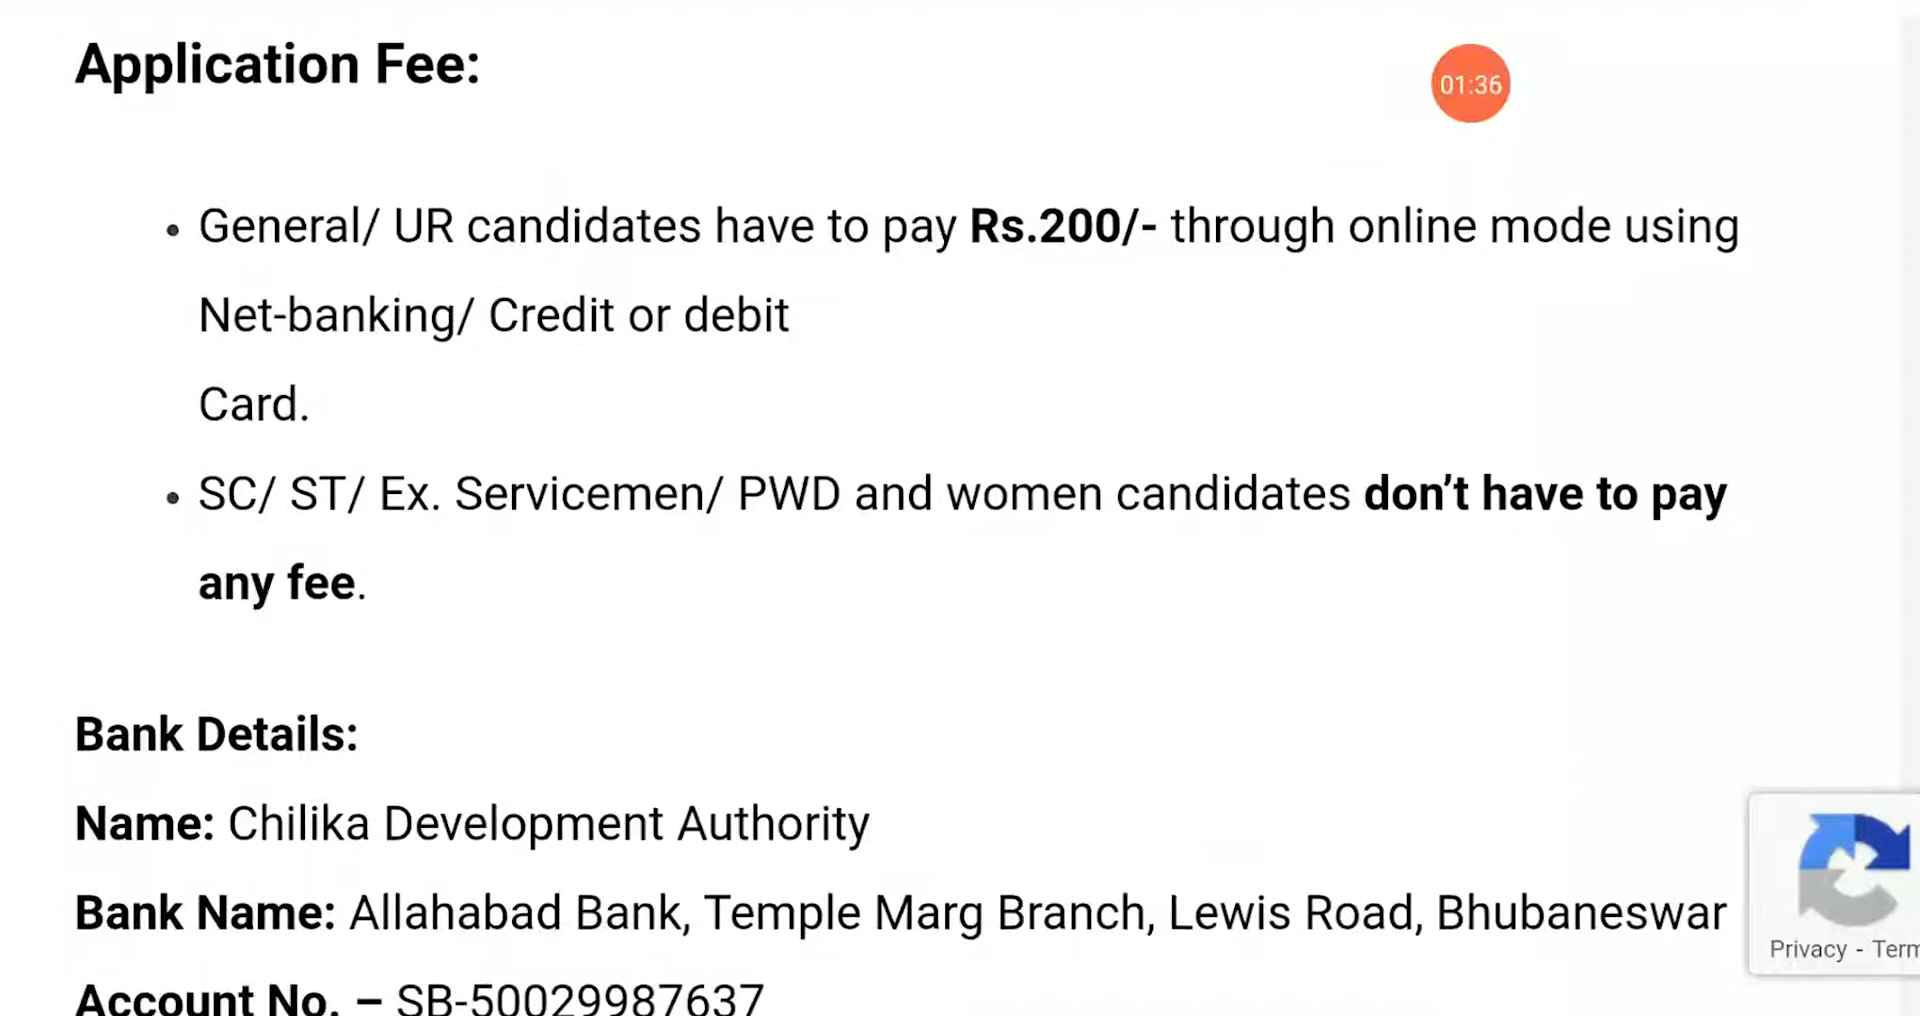 Application Fee:
01:36
• General/ UR candidates have to pay Rs.200/- through online mode using
Net-banking/ Credit or debit
Card.
• SC/ ST/ Ex. Servicemen/ PWD and women candidates don’t have to pay
any fee.
Bank Details:
Name: Chilika Development Authority
Bank Name: Allahabad Bank, Temple Marg Branch, Lewis Road, Bhubaneswar
Privacy - Term
Account No. – SB-50029987637